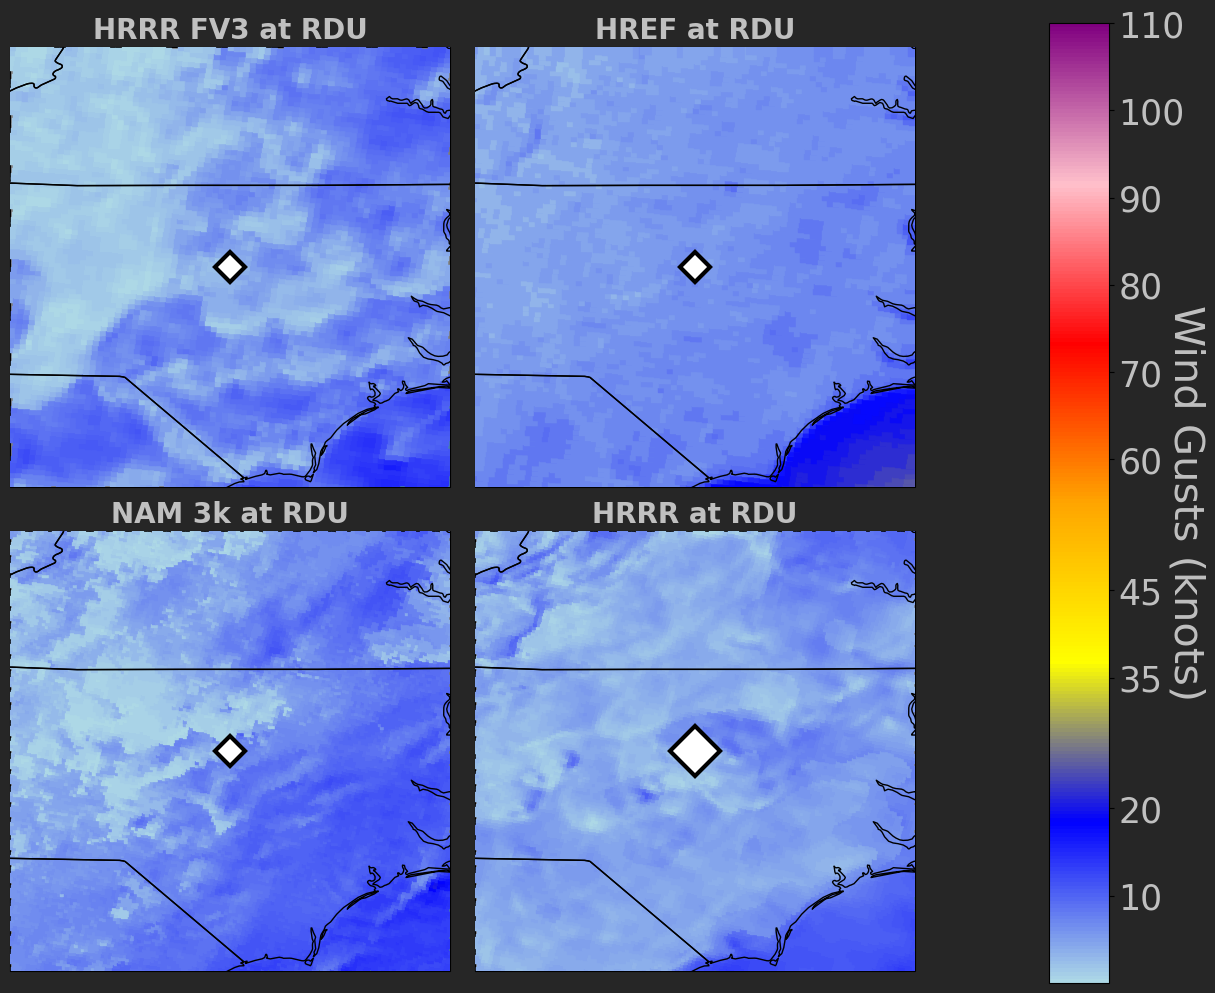 HRRR FV3 at RDU
HREF at RDU
NAM 3k at RDU
HRRR at RDU
110
100
90
80
70
60
45
35
20
10
Wind Gusts (knots)